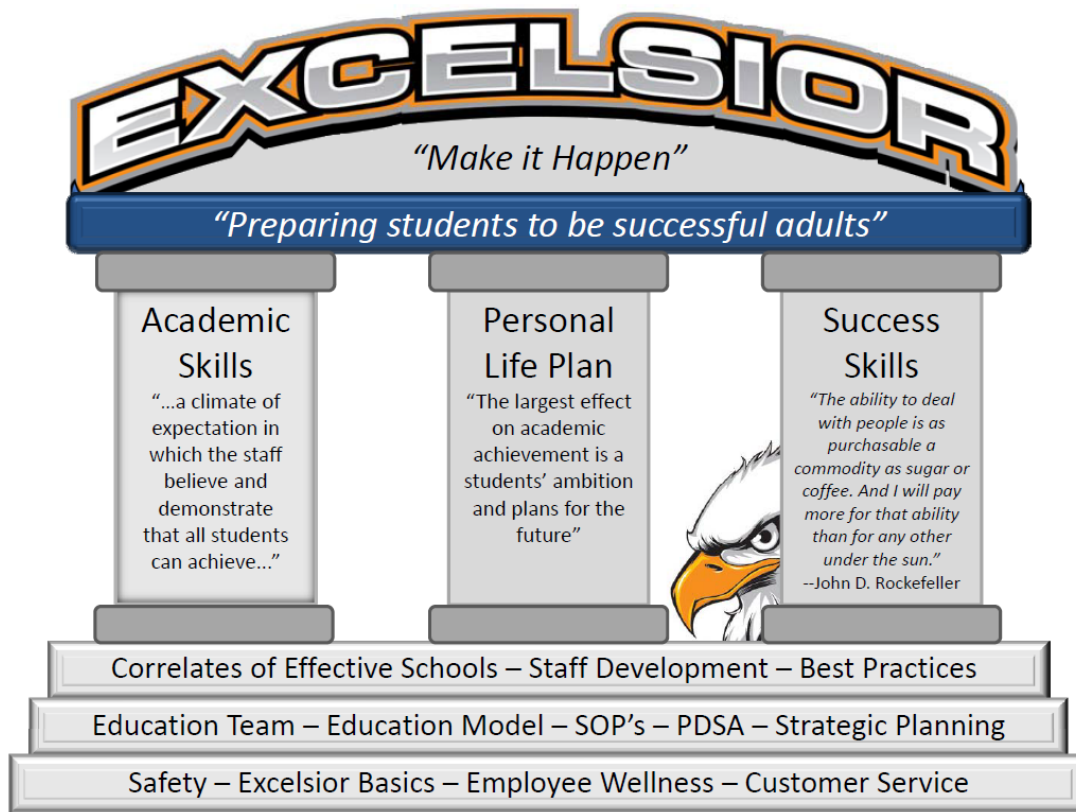 EXCELSIOR
“Make it Happen”
“Preparing students to be successful adults”
Academic
Skills
“...a climate of
expectation in
which the staff
believe and
demonstrate
that all students
can achieve...”
Personal
Life Plan
“The largest effect
on academic
achievement is a
students’ ambition
and plans for the
future”
Success
Skills
“The ability to deal
with people is as
purchasable a
commodity as sugar or
coffee. And I will pay
more for that ability
than for any other
under the sun.”
--John D. Rockefeller
Correlates of Effective Schools – Staff Development – Best Practices
Education Team – Education Model – SOP’s – PDSA – Strategic Planning
Safety – Excelsior Basics – Employee Wellness – Customer Service